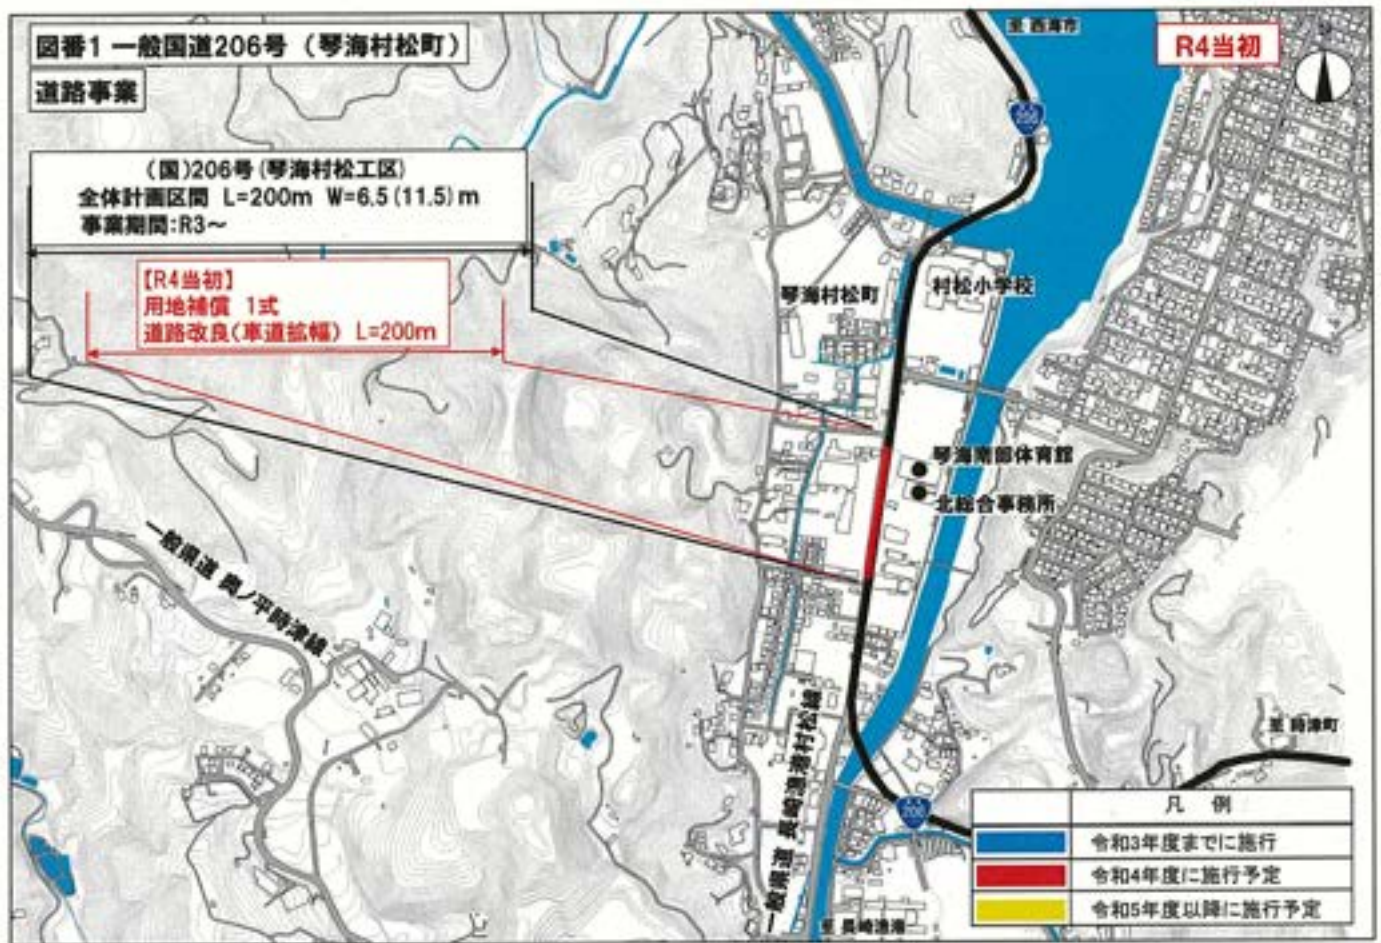 図番1 一般国道206号（琴海村松町）
道路事業
R4当初
至 西海市
206
（国）206号(琴海村松工区)
全体計画区間 L=200m W=6.5(11.5)m
事業期間:R3～
【R4当初】
用地補償 1式
道路改良(車道拡幅) L=200m
琴海村松町
村松小学校
琴海南部体育館
北総合事務所
一般県道 奥ノ平時津線
一般県道 長崎漁港村松線
至 時津町
206
至 長崎漁港
凡 例
令和3年度までに施行
令和4年度に施行予定
令和5年度以降に施行予定